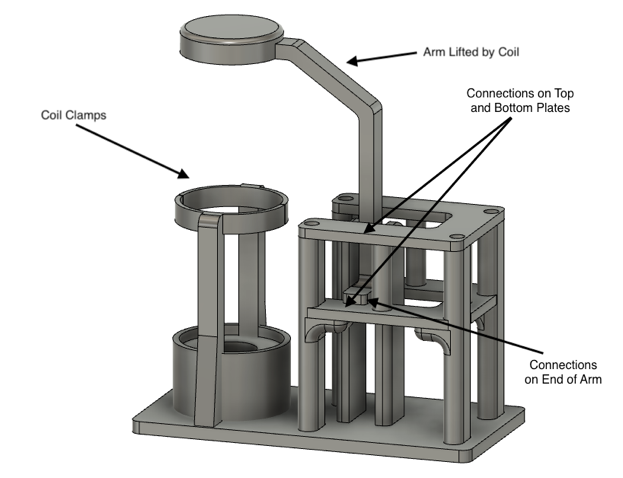 Arm Lifted by Coil
Connections on Top
and Bottom Plates
Coil Clamps
Connections
on End of Arm